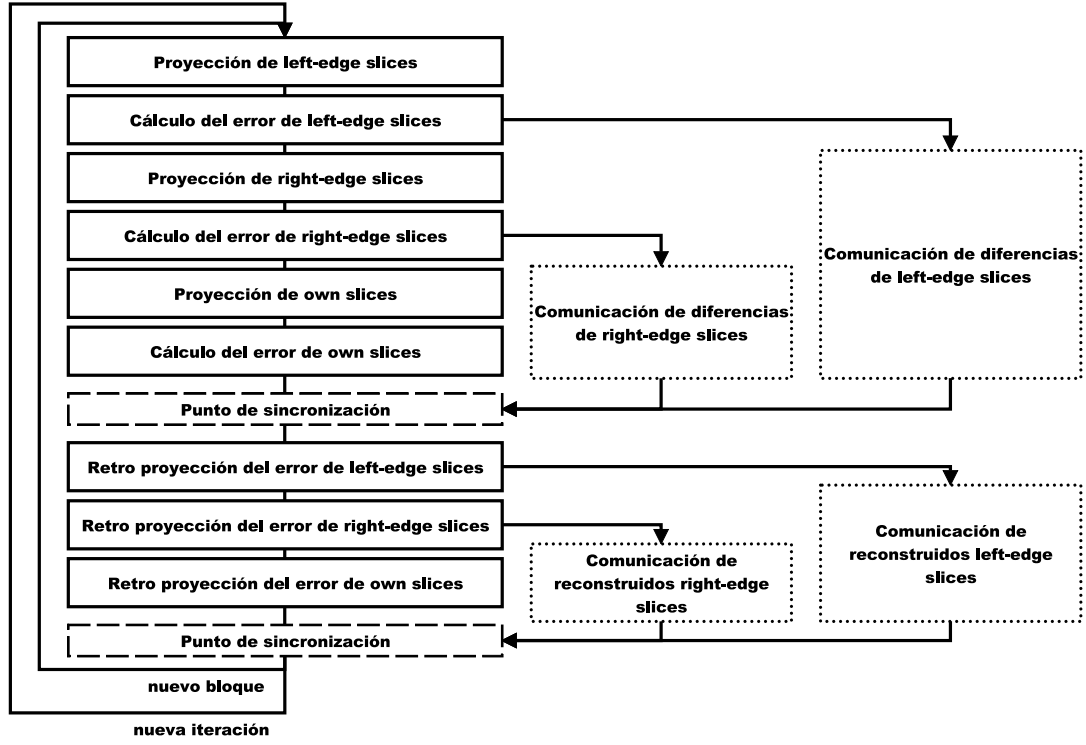 Proyección de left-edge slices
Cálculo del error de left-edge slices
Proyección de right-edge slices
Cálculo del error de right-edge slices
Proyección de own slices
Cálculo del error de own slices
Punto de sincronización
Comunicación de diferencias
de right-edge slices
Comunicación de diferencias
de left-edge slices
Retro proyección del error de left-edge slices
Retro proyección del error de right-edge slices
Retro proyección del error de own slices
Punto de sincronización
Comunicación de
reconstruidos right-edge
slices
Comunicación de
reconstruidos left-edge
slices
nuevo bloque
nueva iteración